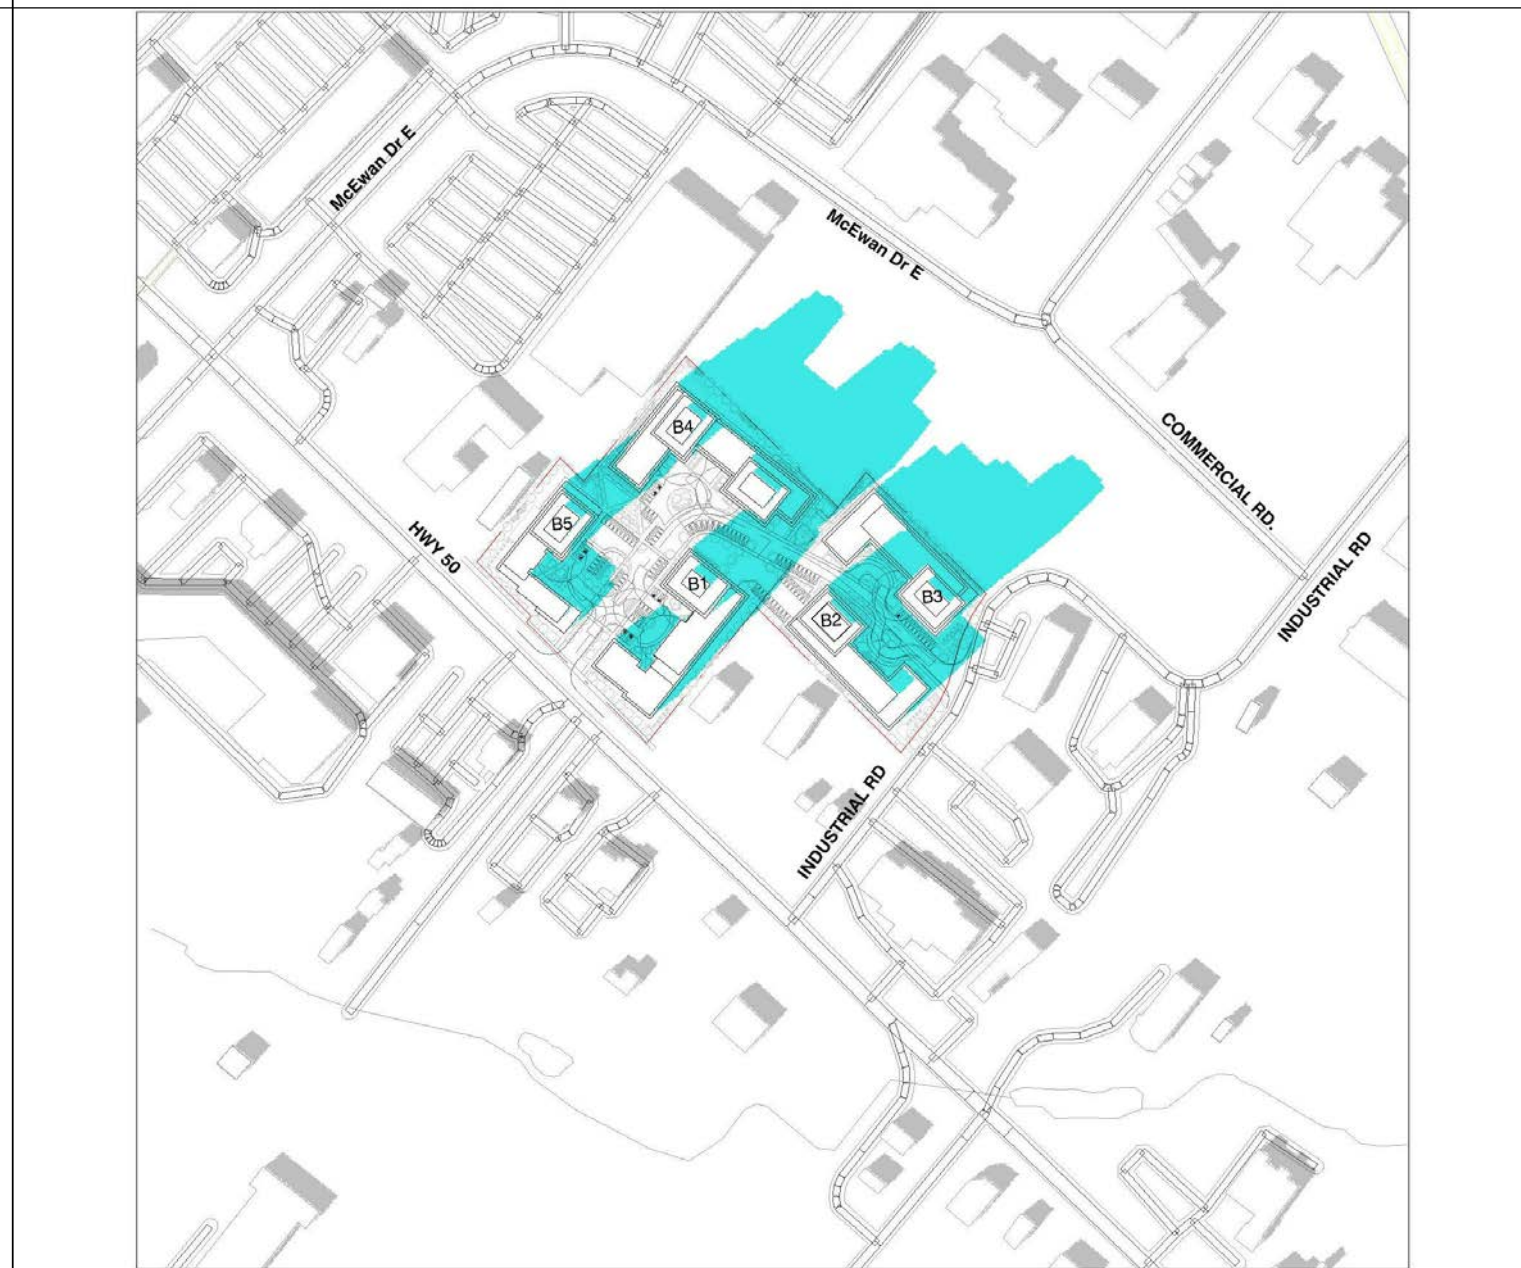 McEwan Dr E
McEwan Dr E
COMMERCIAL RD.
B4
B5
HWY 50
INDUSTRIAL RD
B1
B3
B2
INDUSTRIAL RD